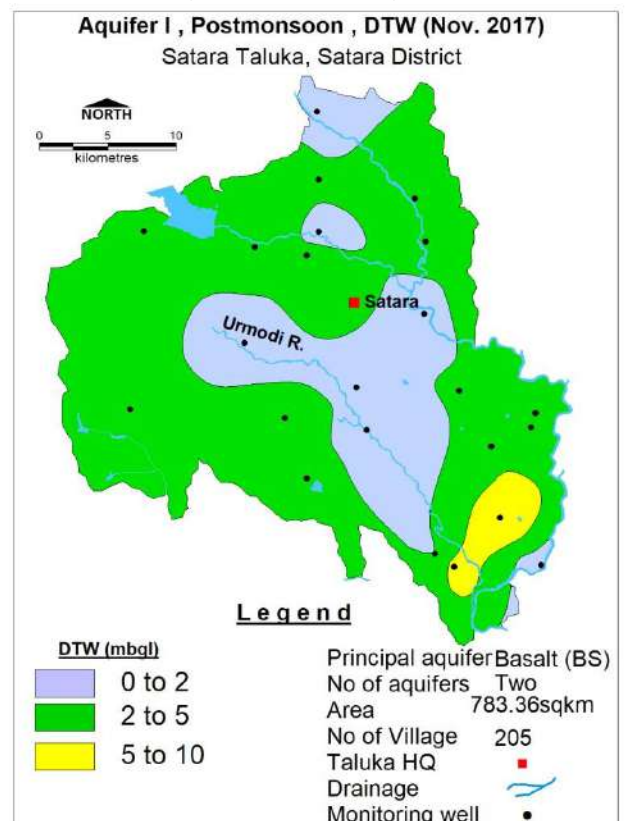 Aquifer I , Postmonsoon , DTW (Nov. 2017)
Satara Taluka, Satara District
NORTH
0 5 10
kilometres
Satara
Urmodi R.
Legend
DTW (mbgl)
0 to 2
2 to 5
5 to 10
Principal aquifer Basalt (BS)
No of aquifers Two
Area 783.36sqkm
No of Village 205
Taluka HQ
Drainage
Monitoring well